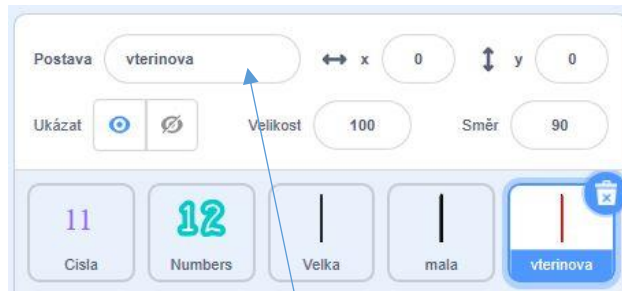 Postava vterinova x 0 y 0
Ukázat Velikost 100 Směr 90
11 12
Cisla Numbers Velka mala vterinova